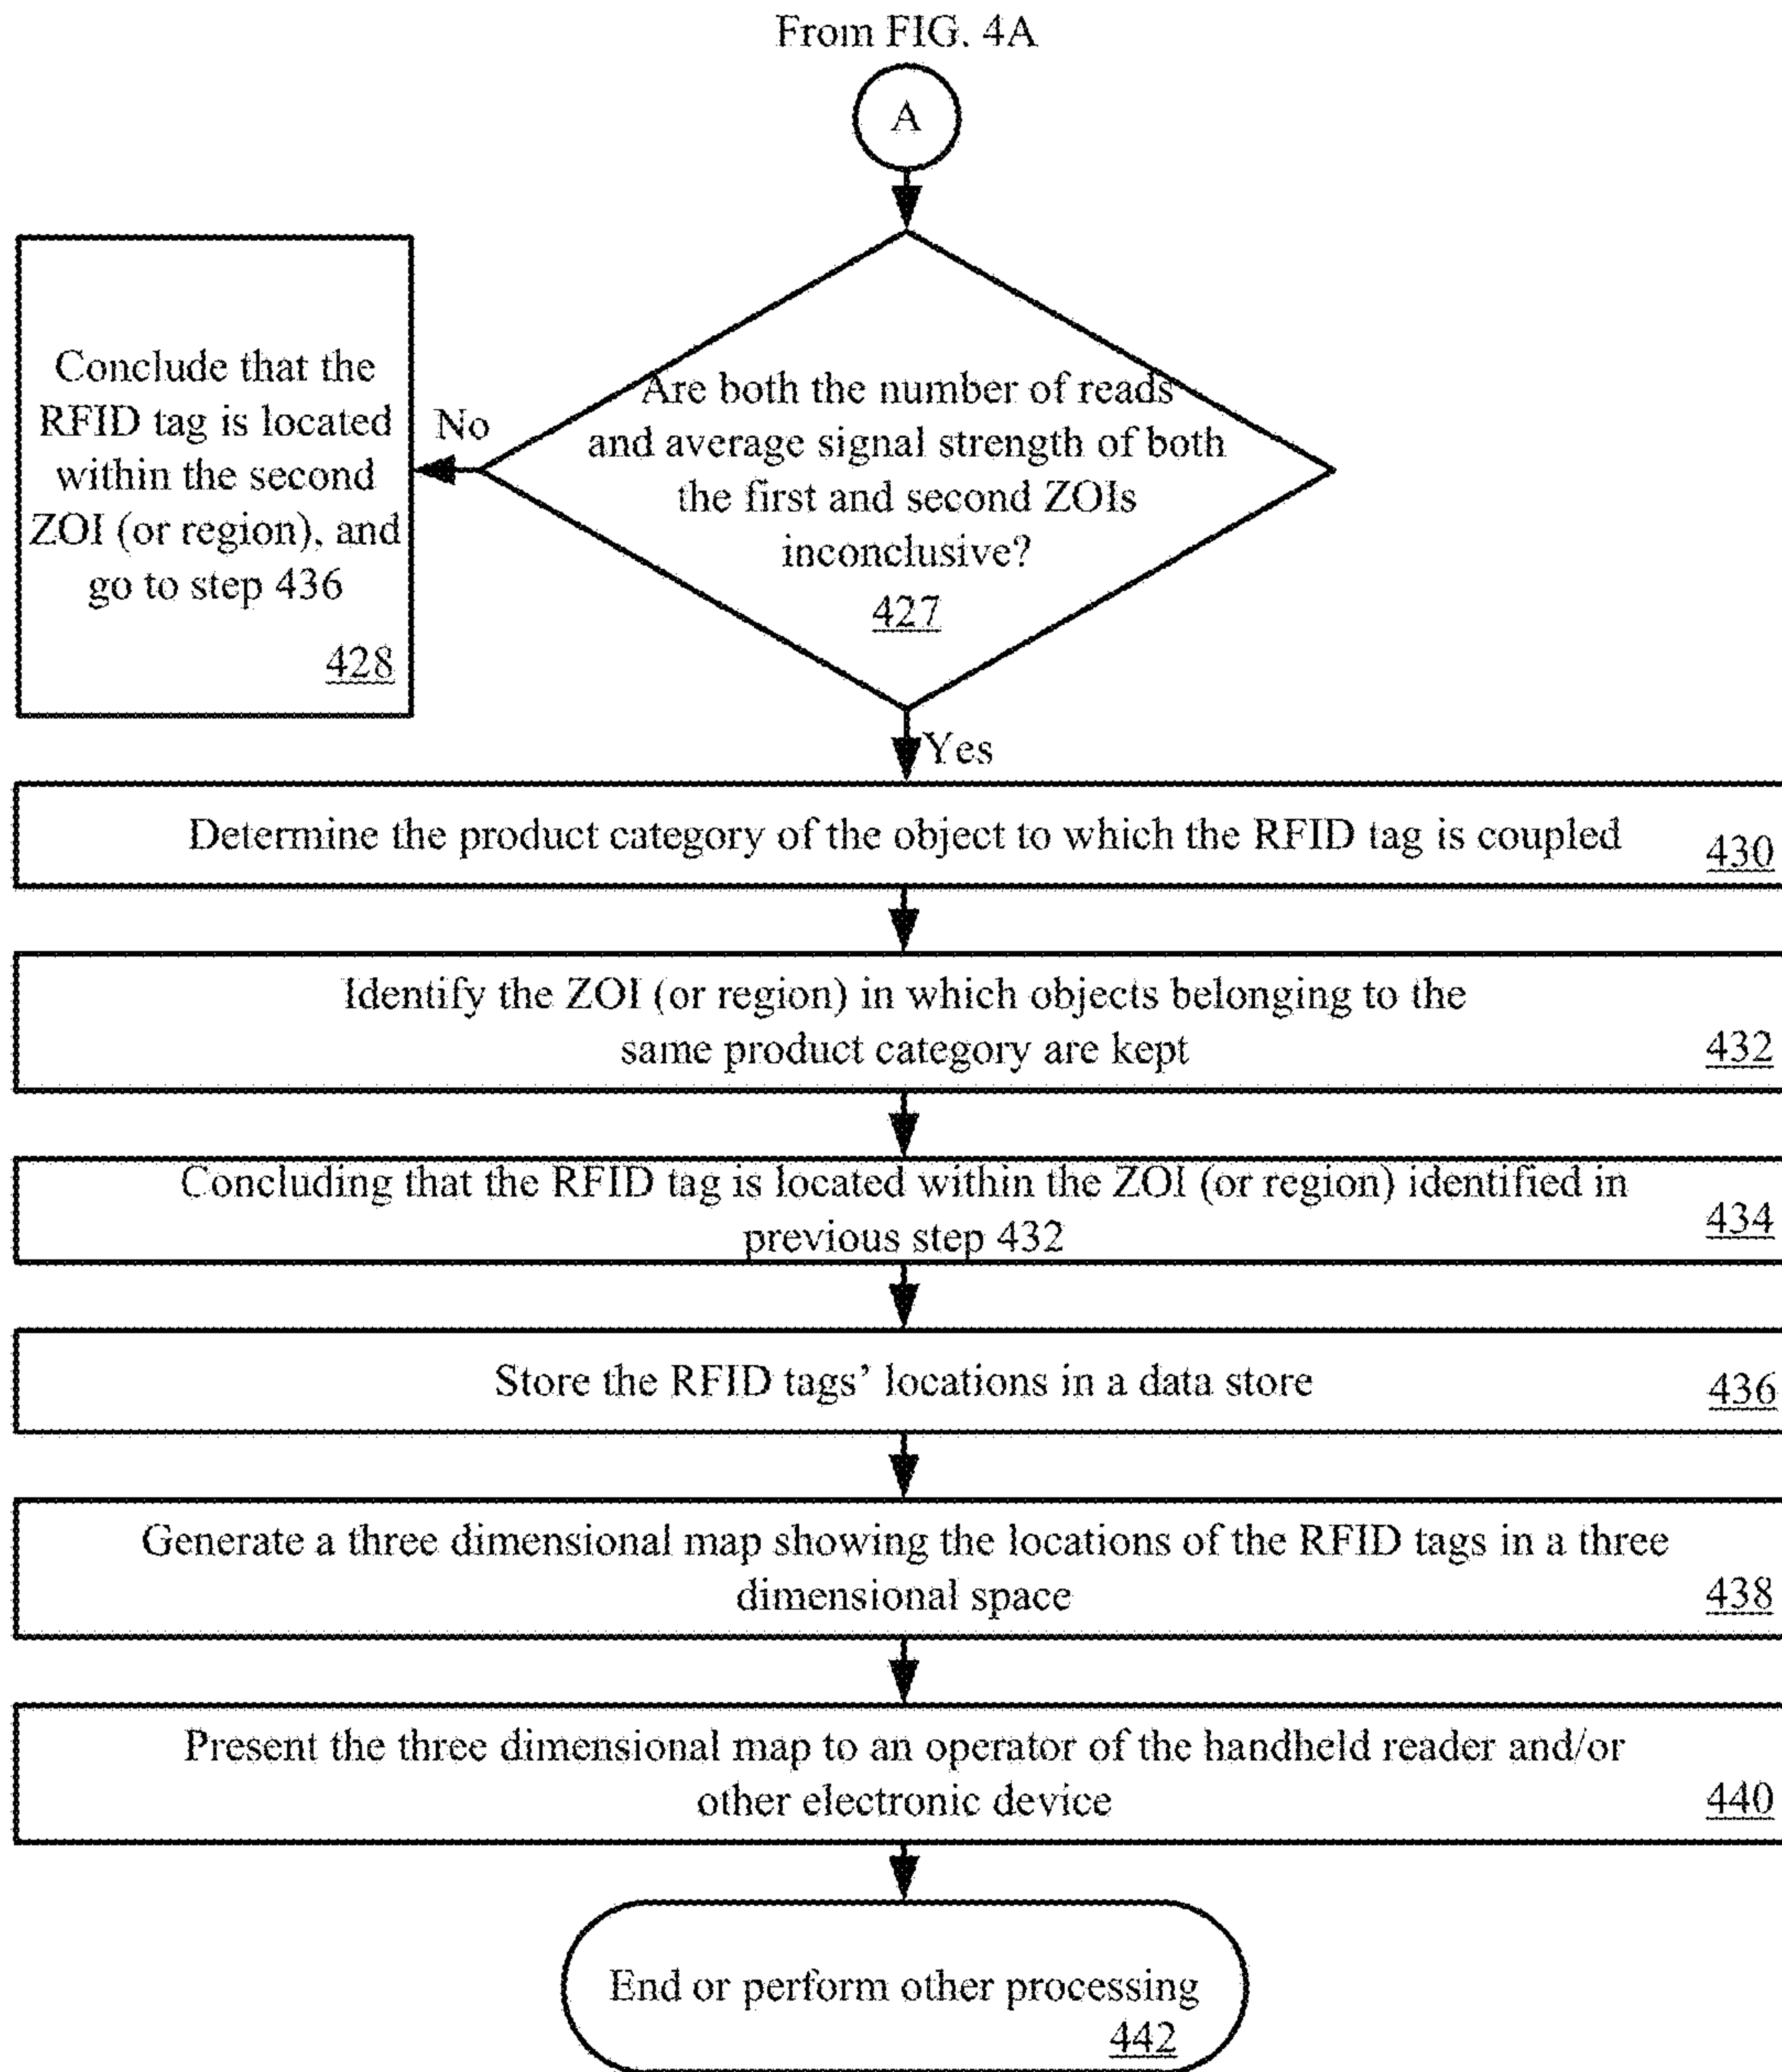 From FIG. 4A
A
Are both the number of reads
and average signal strength of both
the first and second ZOIs
inconclusive?
427
No
Conclude that the
RFID tag is located
within the second
ZOI (or region), and
go to step 436
428
Yes
Determine the product category of the object to which the RFID tag is coupled
430
Identify the ZOI (or region) in which objects belonging to the
same product category are kept
432
Concluding that the RFID tag is located within the ZOI (or region) identified in
previous step 432
434
Store the RFID tags’ locations in a data store
436
Generate a three dimensional map showing the locations of the RFID tags in a three
dimensional space
438
Present the three dimensional map to an operator of the handheld reader and/or
other electronic device
440
End or perform other processing
442